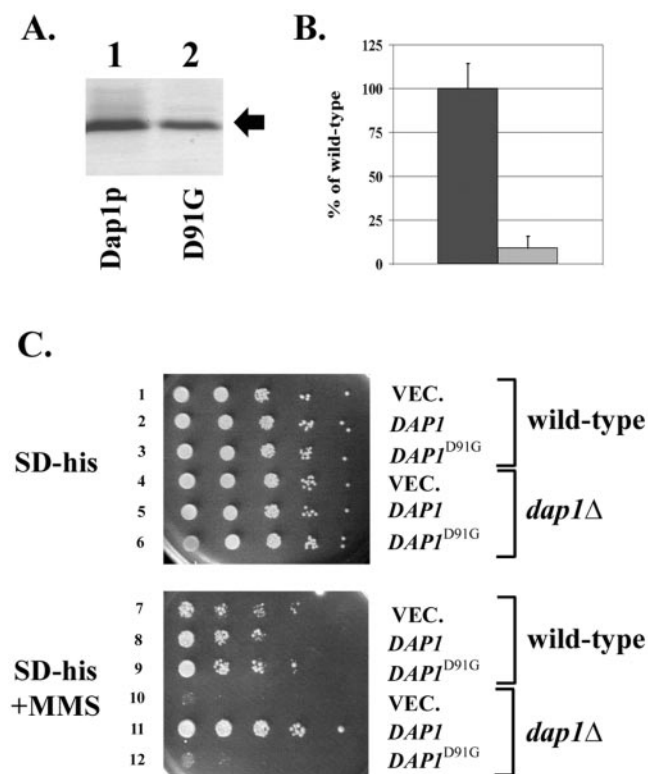 A.
1 2
Dap1p
D91G
B.
% of wild-type
125
100
75
50
25
0
C.
SD-his
1 VEC.
2 DAP1
3 DAP1D91G
wild-type
4 VEC.
5 DAP1
6 DAP1D91G
dap1Δ
SD-his
+MMS
7 VEC.
8 DAP1
9 DAP1D91G
wild-type
10 VEC.
11 DAP1
12 DAP1D91G
dap1Δ